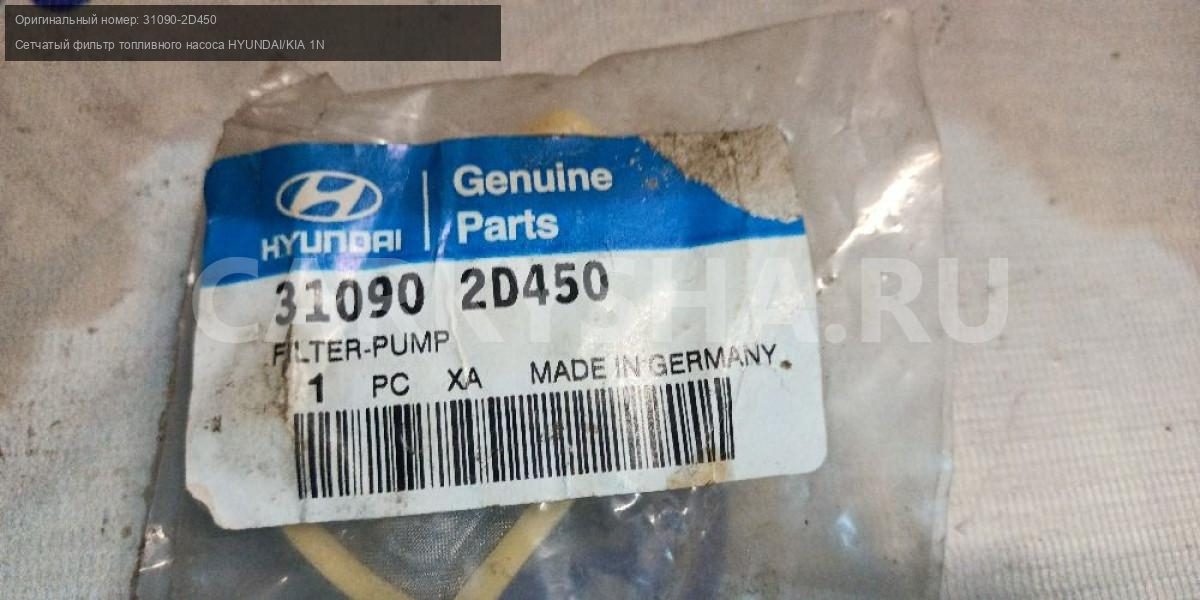 Оригинальный номер: 31090-2D450
Сетчатый фильтр топливного насоса HYUNDAI/KIA 1N
HYUNDAI
Genuine
Parts
31090 2D450
CARRYSHA.RU
FILTER-PUMP
1 PC XA MADE IN GERMANY